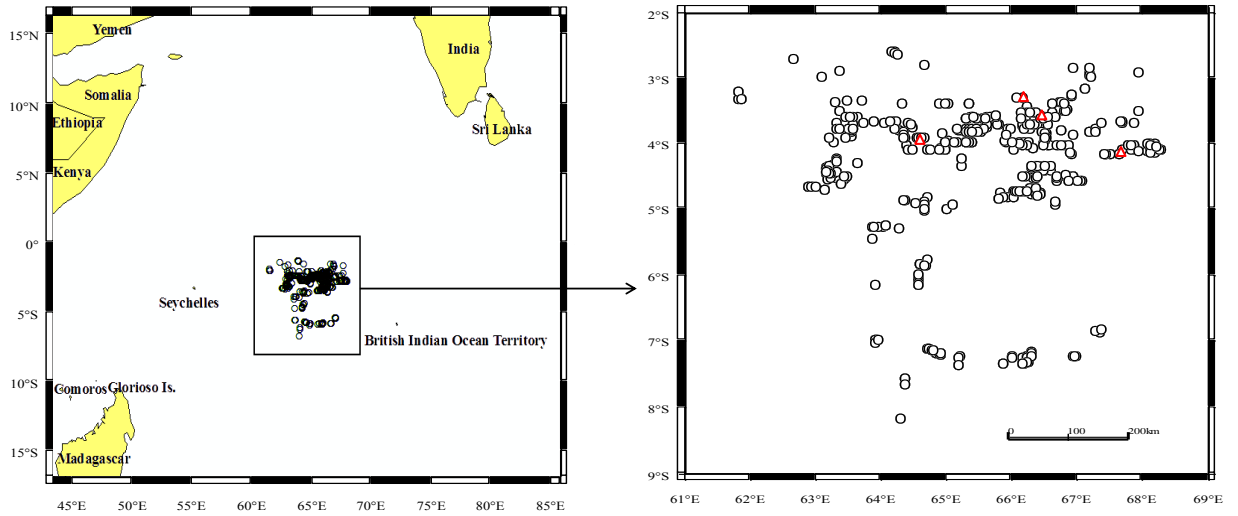 Yemen
India
Somalia
Ethiopia
Sri Lanka
Kenya
Seychelles
British Indian Ocean Territory
Comoros
Glorioso Is.
Madagascar
15°N
10°N
5°N
0°
5°S
10°S
15°S
45°E 50°E 55°E 60°E 65°E 70°E 75°E 80°E 85°E
2°S
3°S
4°S
5°S
6°S
7°S
8°S
9°S
0 100 200km
61°E 62°E 63°E 64°E 65°E 66°E 67°E 68°E 69°E